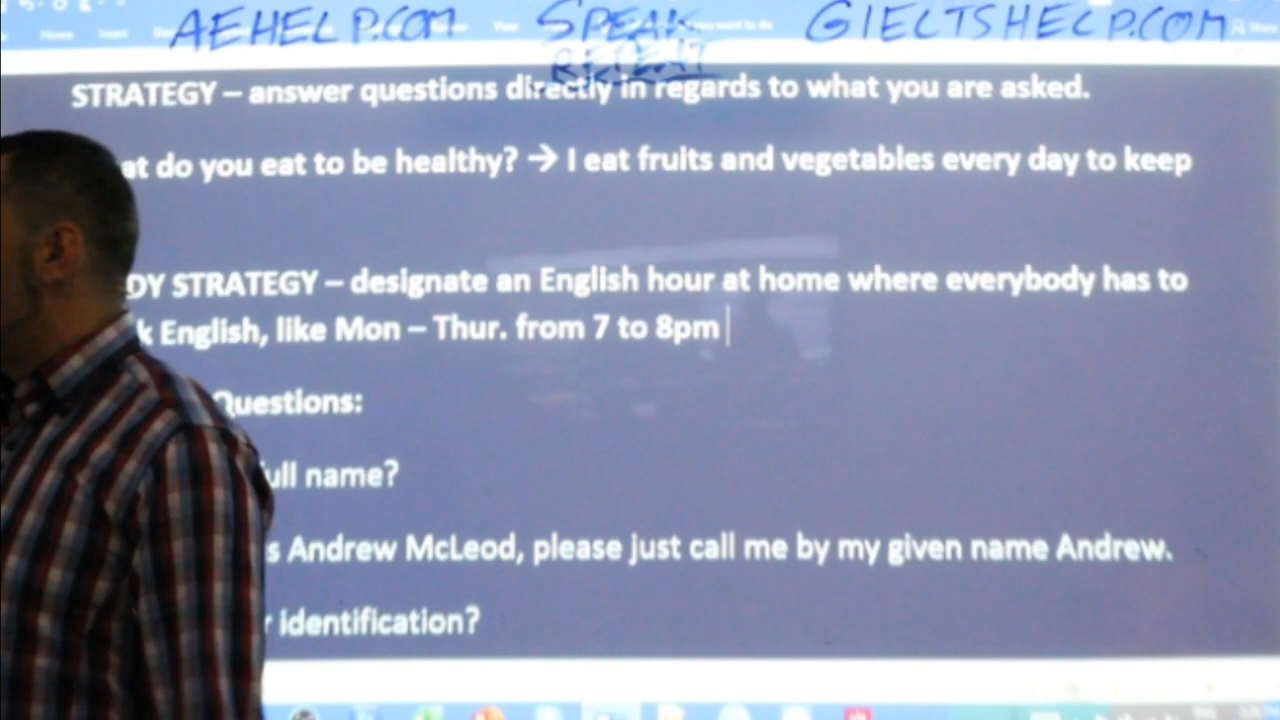 AEHELP.COM SPEAK GIELTSHELP.COM
REPEAT
STRATEGY – answer questions directly in regards to what you are asked.
at do you eat to be healthy? → I eat fruits and vegetables every day to keep
DY STRATEGY – designate an English hour at home where everybody has to
k English, like Mon – Thur. from 7 to 8pm
Questions:
ull name?
s Andrew McLeod, please just call me by my given name Andrew.
r identification?